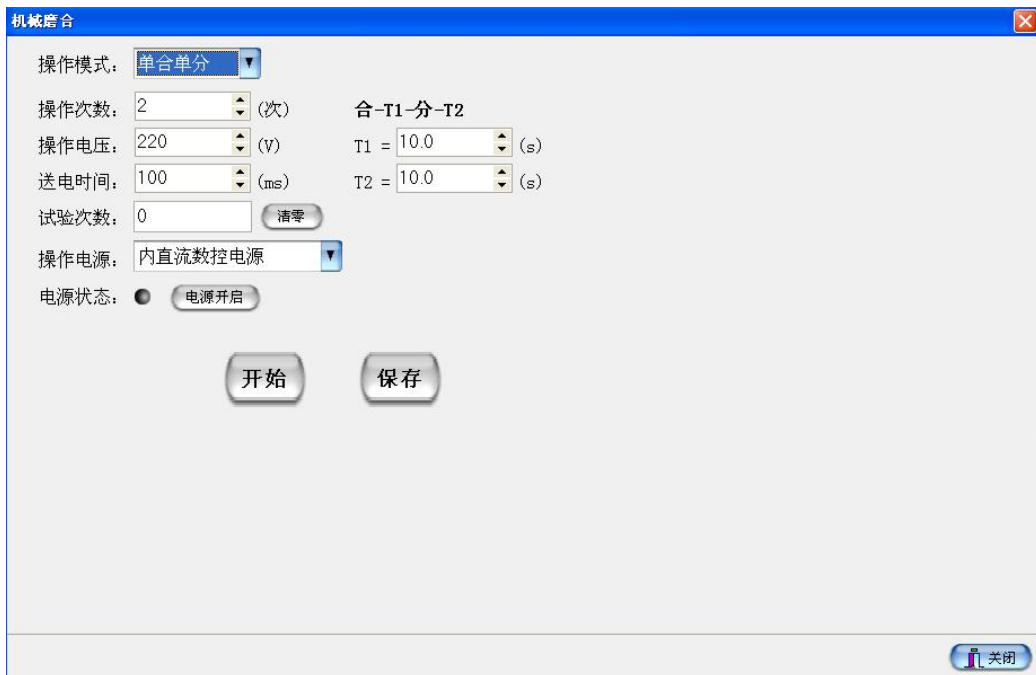 机械磨合
操作模式： 单合单分
操作次数： 2 (次) 合-T1-分-T2
操作电压： 220 (V) T1 = 10.0 (s)
送电时间： 100 (ms) T2 = 10.0 (s)
试验次数： 0 清零
操作电源： 内直流数控电源
电源状态： 电源开启
开始 保存
关闭